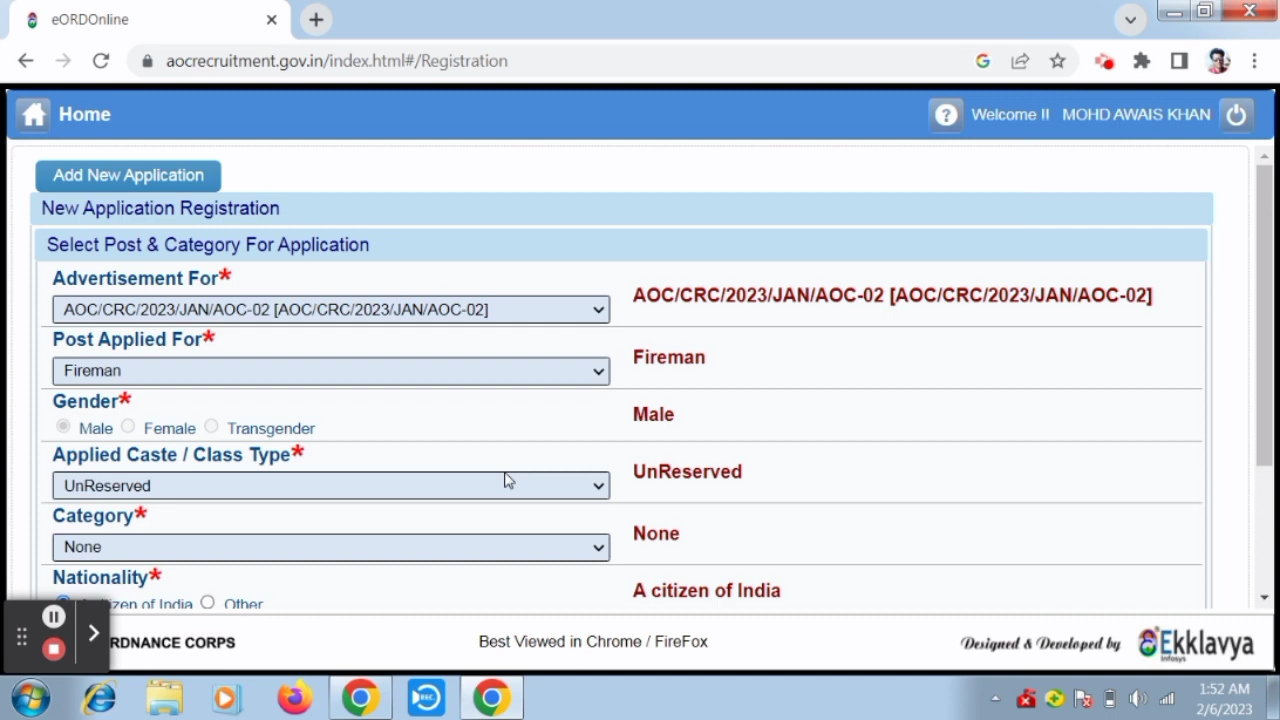 eORDOnline
aocrecruitment.gov.in/index.html#/Registration
Home
Welcome !! MOHD AWAIS KHAN
Add New Application
New Application Registration
Select Post & Category For Application
Advertisement For*
AOC/CRC/2023/JAN/AOC-02 [AOC/CRC/2023/JAN/AOC-02]
AOC/CRC/2023/JAN/AOC-02 [AOC/CRC/2023/JAN/AOC-02]
Post Applied For*
Fireman
Fireman
Gender*
Male Female Transgender
Male
Applied Caste / Class Type*
UnReserved
UnReserved
Category*
None
None
Nationality*
zen of India Other
A citizen of India
RDNANCE CORPS
Best Viewed in Chrome / FireFox
Designed & Developed by
Ekklavya
Infosys
REC
1:52 AM
2/6/2023